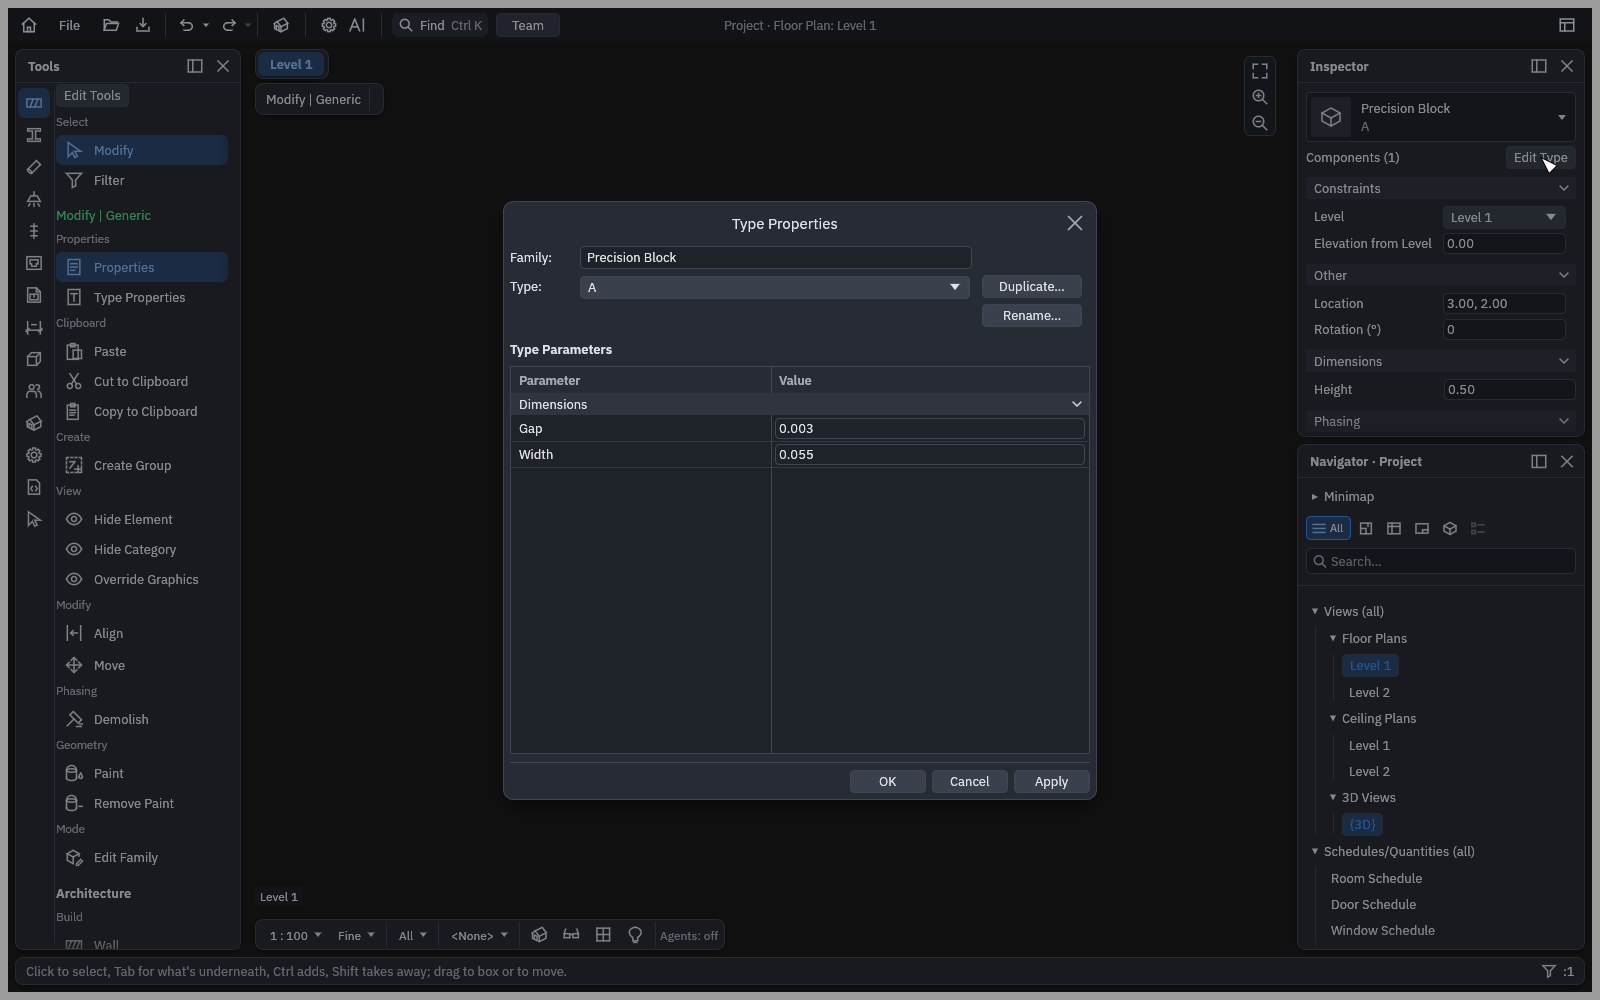 File
Find Ctrl K
Team
Project · Floor Plan: Level 1
Tools
Edit Tools
Select
Modify
Filter
Modify | Generic
Properties
Properties
Type Properties
Clipboard
Paste
Cut to Clipboard
Copy to Clipboard
Create
Create Group
View
Hide Element
Hide Category
Override Graphics
Modify
Align
Move
Phasing
Demolish
Geometry
Paint
Remove Paint
Mode
Edit Family
Architecture
Build
Wall
Level 1
Modify | Generic
Type Properties
Family: Precision Block
Type: A
Duplicate...
Rename...
Type Parameters
Parameter Value
Dimensions
Gap 0.003
Width 0.055
OK Cancel Apply
Level 1
1 : 100 Fine All <None> Agents: off
Inspector
Precision Block
A
Components (1) Edit Type
Constraints
Level Level 1
Elevation from Level 0.00
Other
Location 3.00, 2.00
Rotation (°) 0
Dimensions
Height 0.50
Phasing
Navigator · Project
Minimap
All
Search...
Views (all)
Floor Plans
Level 1
Level 2
Ceiling Plans
Level 1
Level 2
3D Views
{3D}
Schedules/Quantities (all)
Room Schedule
Door Schedule
Window Schedule
Click to select, Tab for what's underneath, Ctrl adds, Shift takes away; drag to box or to move.
:1